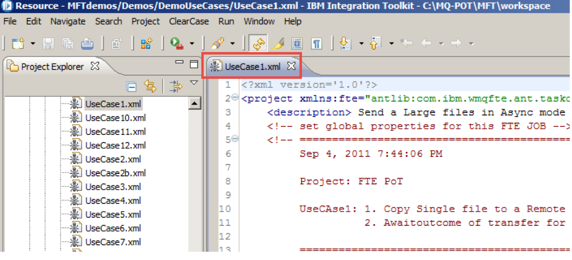 Resource - MFTdemos/Demos/DemoUseCases/UseCase1.xml - IBM Integration Toolkit - C:\MQ-POT\MFT\workspace
File Edit Navigate Search Project ClearCase Run Window Help
Project Explorer
UseCase1.xml
UseCase10.xml
UseCase11.xml
UseCase12.xml
UseCase2.xml
UseCase2b.xml
UseCase3.xml
UseCase4.xml
UseCase5.xml
UseCase6.xml
UseCase7.xml
UseCase1.xml
1 <?xml version='1.0'?>
2 <project xmlns:fte="antlib:com.ibm.wmqfte.ant.task
3 <description> Send a Large files in Async mode
4 <!-- set global properties for this FTE JOB -->
5 <!-- ==========================================
6 Sep 4, 2011 7:44:06 PM
7
8 Project: FTE PoT
9
10 UseCAse1: 1. Copy Single file to a Remote
11 2. Awaitoutcome of transfer for
12
13 ==========================================